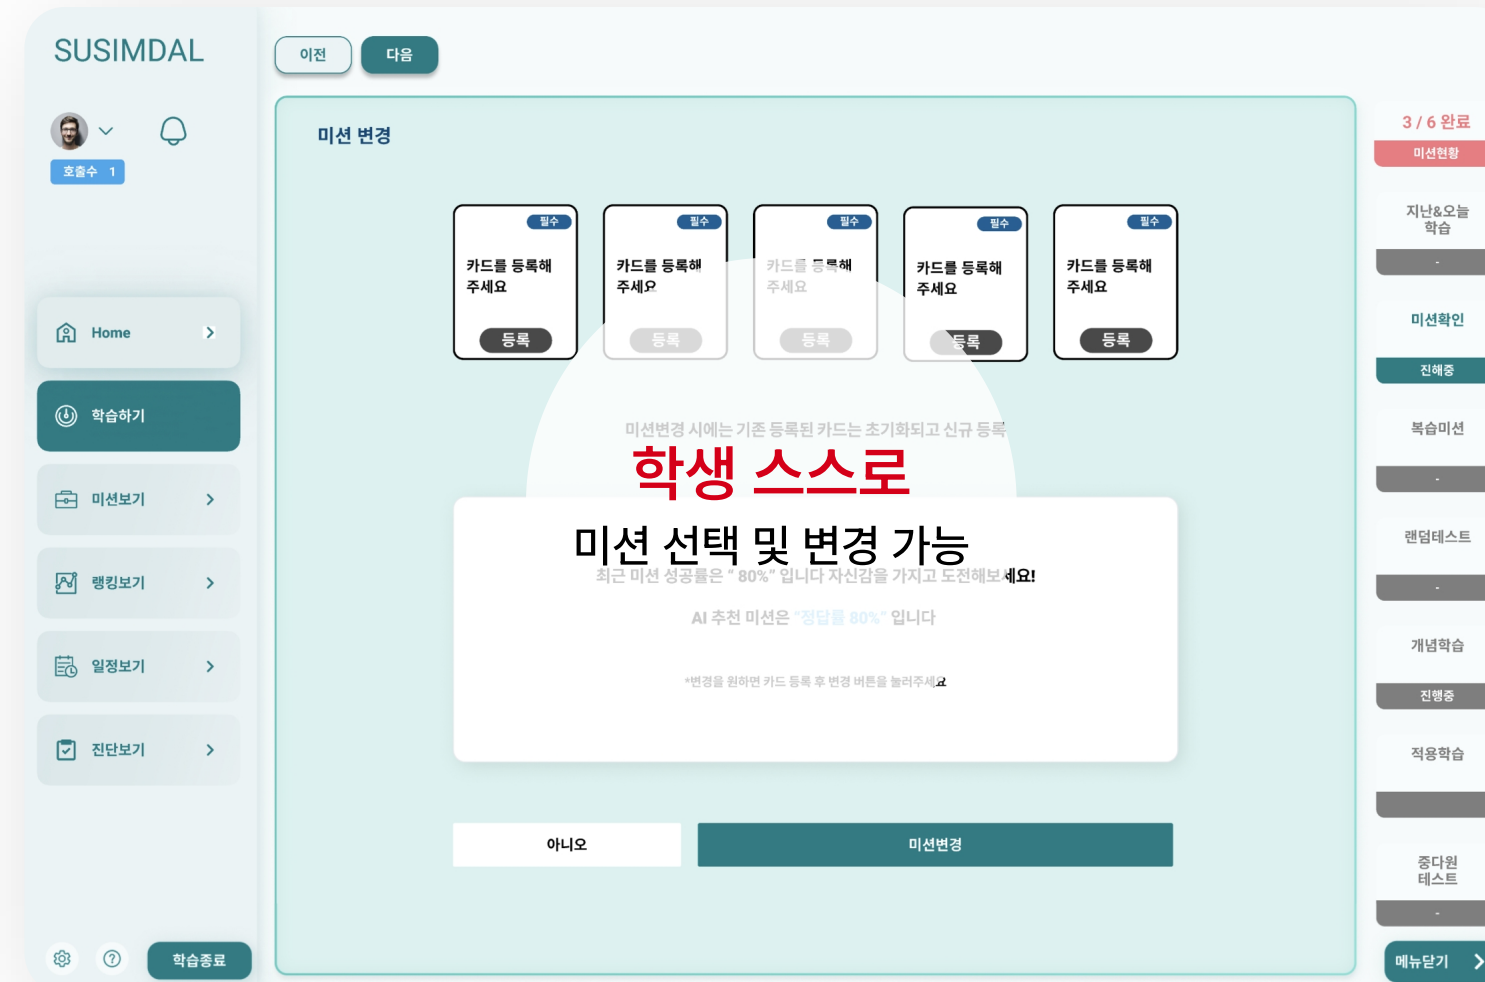 SUSIMDAL
이전
다음
호출수 1
Home
학습하기
미션보기
랭킹보기
일정보기
진단보기
학습종료
미션 변경
필수
카드를 등록해
주세요
등록
필수
카드를 등록해
주세요
등록
필수
카드를 등록해
주세요
등록
필수
카드를 등록해
주세요
등록
필수
카드를 등록해
주세요
등록
미션변경 시에는 기존 등록된 카드는 초기화되고 신규 등록
학생 스스로
미션 선택 및 변경 가능
최근 미션 성공률은 “ 80%” 입니다 자신감을 가지고 도전해보세요!
AI 추천 미션은 “정답률 80%” 입니다
*변경을 원하면 카드 등록 후 변경 버튼을 눌러주세요
아니오
미션변경
3 / 6 완료
미션현황
지난&오늘
학습
-
미션확인
진해중
복습미션
-
랜덤테스트
-
개념학습
진행중
적용학습
중다원
테스트
-
메뉴닫기